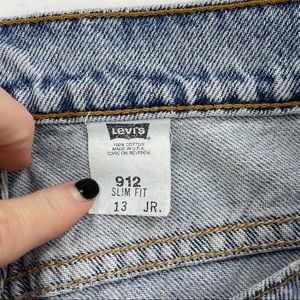 Levi's
100% COTTON
MADE IN U.S.A.
CARE ON REVERSE
912
SLIM FIT
13 JR.